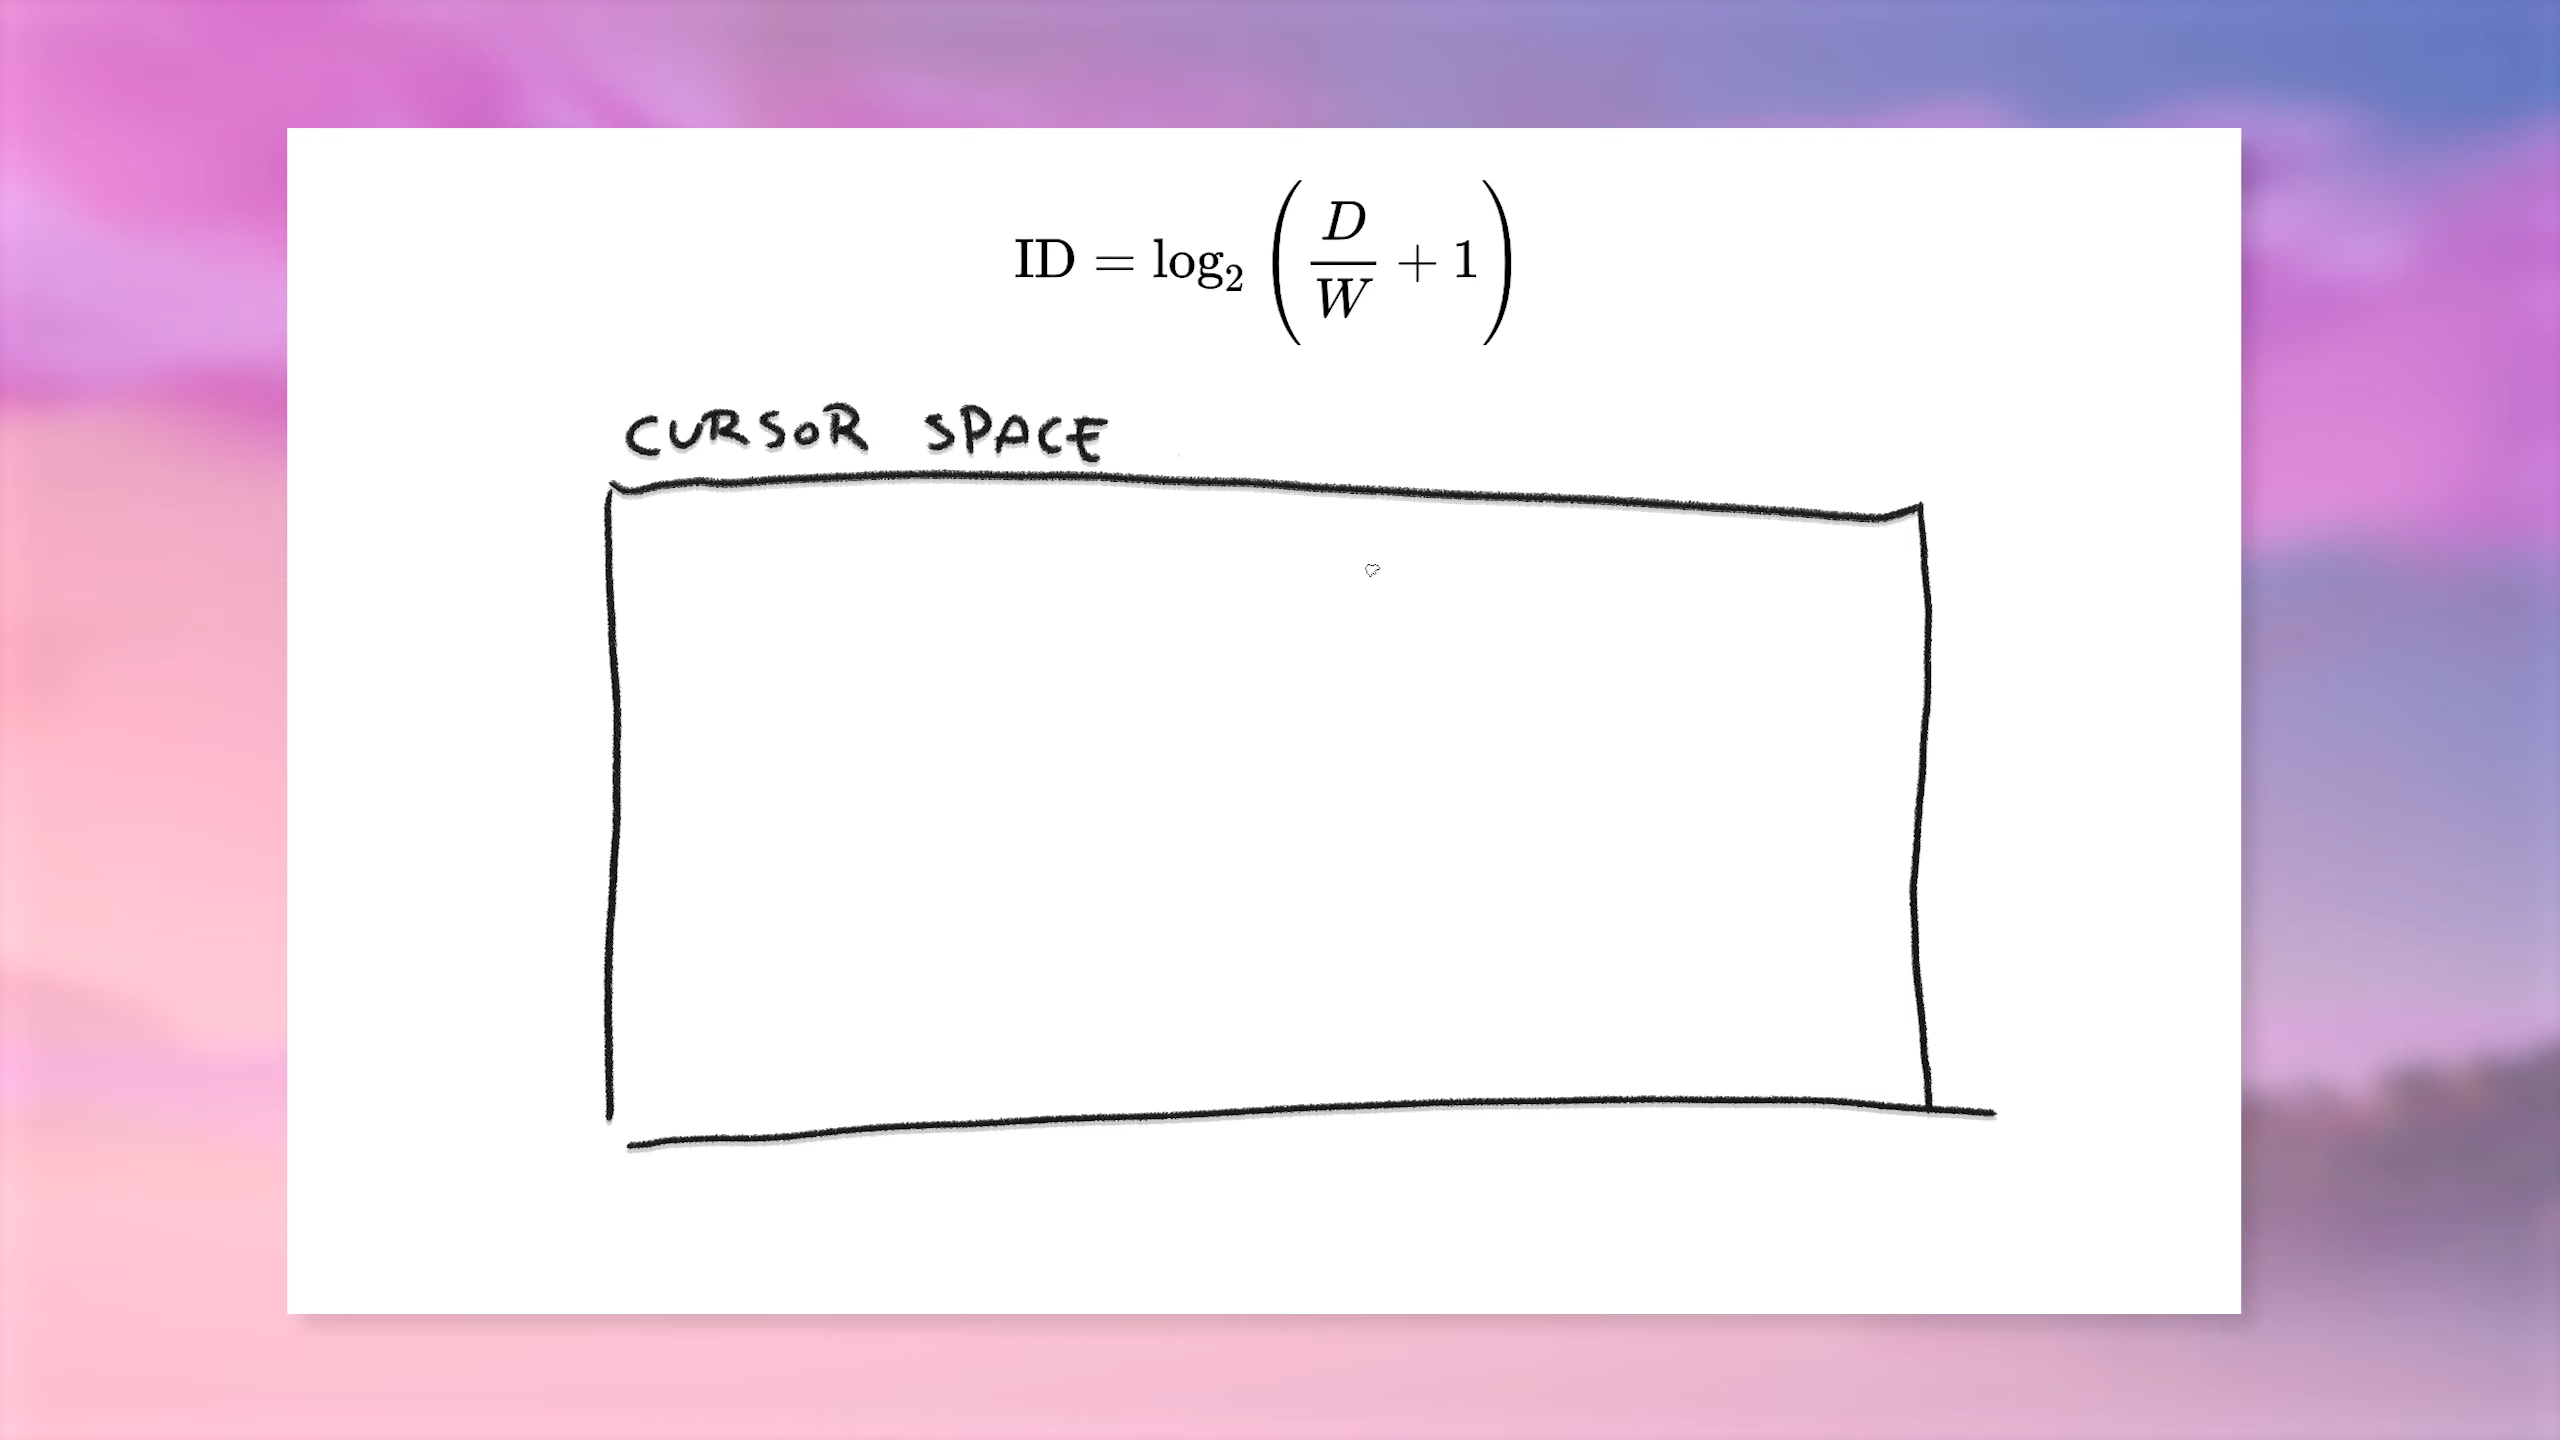 ID = log₂ (D/W + 1)
CURSOR SPACE